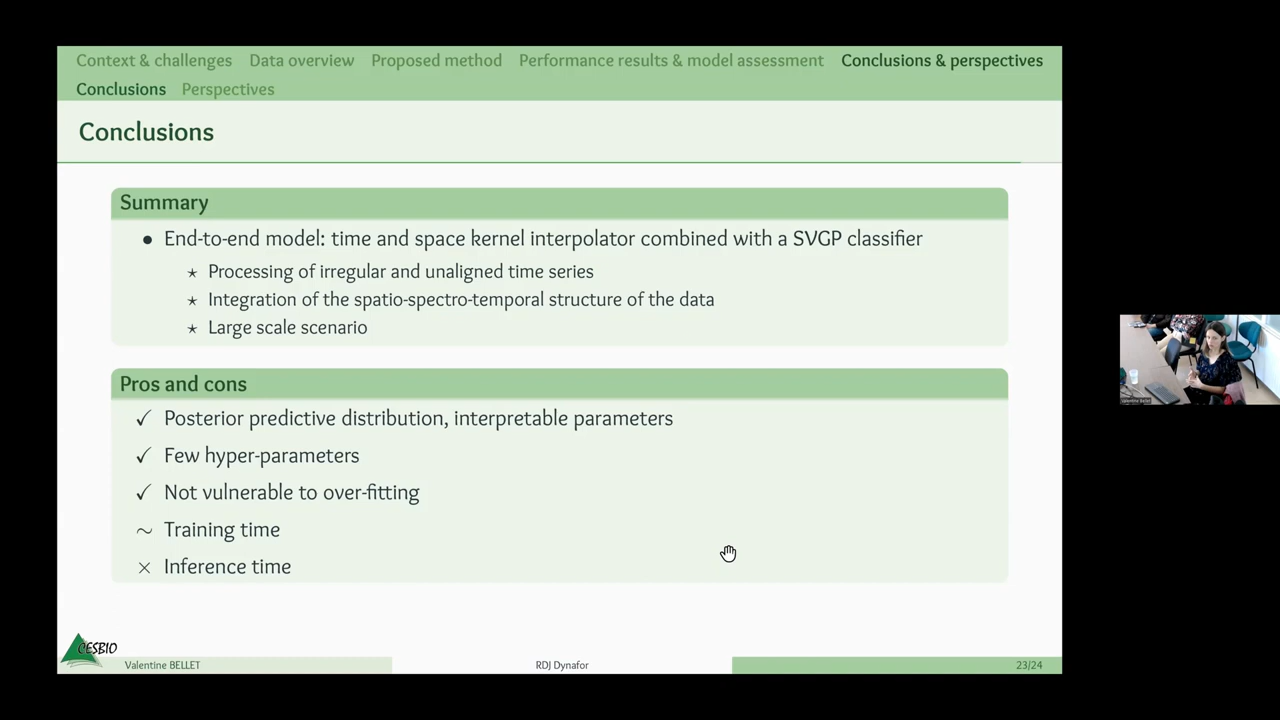 Context & challenges Data overview Proposed method Performance results & model assessment Conclusions & perspectives
Conclusions Perspectives
Conclusions
Summary
• End-to-end model: time and space kernel interpolator combined with a SVGP classifier
⋆ Processing of irregular and unaligned time series
⋆ Integration of the spatio-spectro-temporal structure of the data
⋆ Large scale scenario
Pros and cons
✓ Posterior predictive distribution, interpretable parameters
✓ Few hyper-parameters
✓ Not vulnerable to over-fitting
∼ Training time
× Inference time
CESBIO
Valentine BELLET RDJ Dynafor 23/24
Valentine Bellet